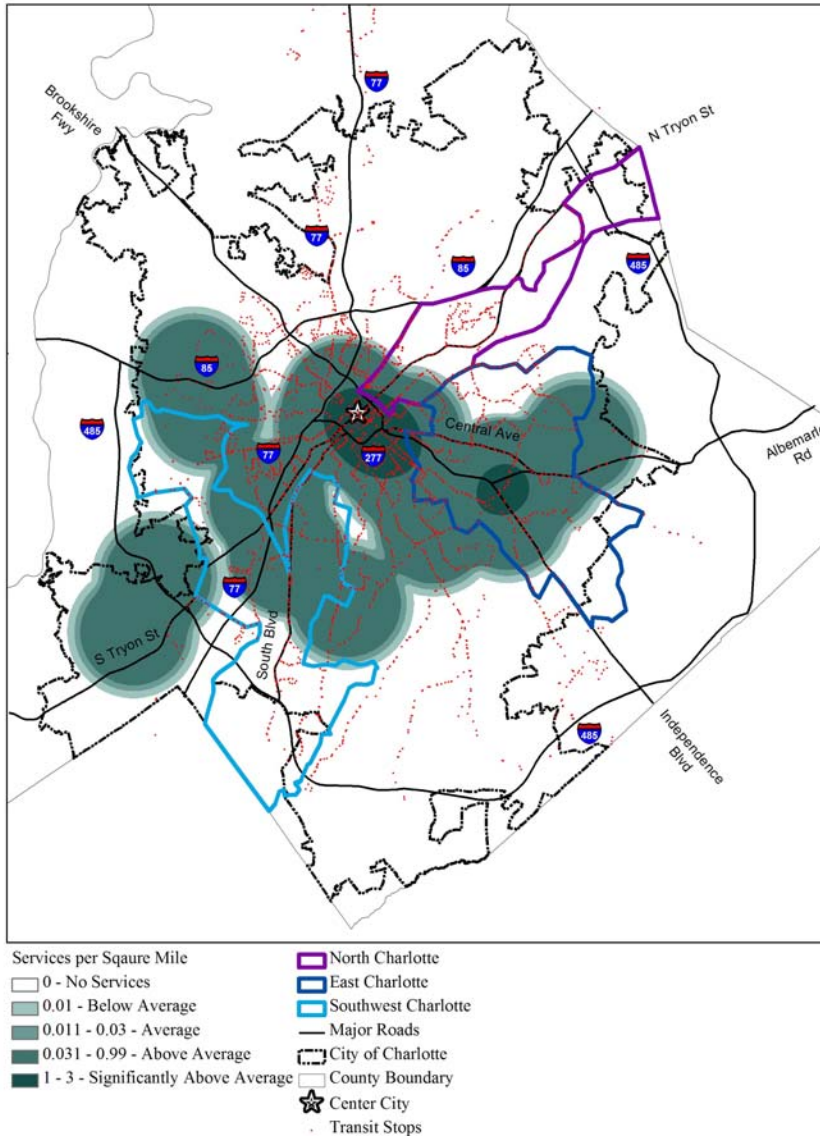 77
Brookshire
Fwy
N Tryon St
77
85
485
85
Central Ave
485
77
277
Albemarle
Rd
77
S Tryon St
South Blvd
485
Independence
Blvd
Services per Sqaure Mile
0 - No Services
0.01 - Below Average
0.011 - 0.03 - Average
0.031 - 0.99 - Above Average
1 - 3 - Significantly Above Average
North Charlotte
East Charlotte
Southwest Charlotte
Major Roads
City of Charlotte
County Boundary
Center City
Transit Stops